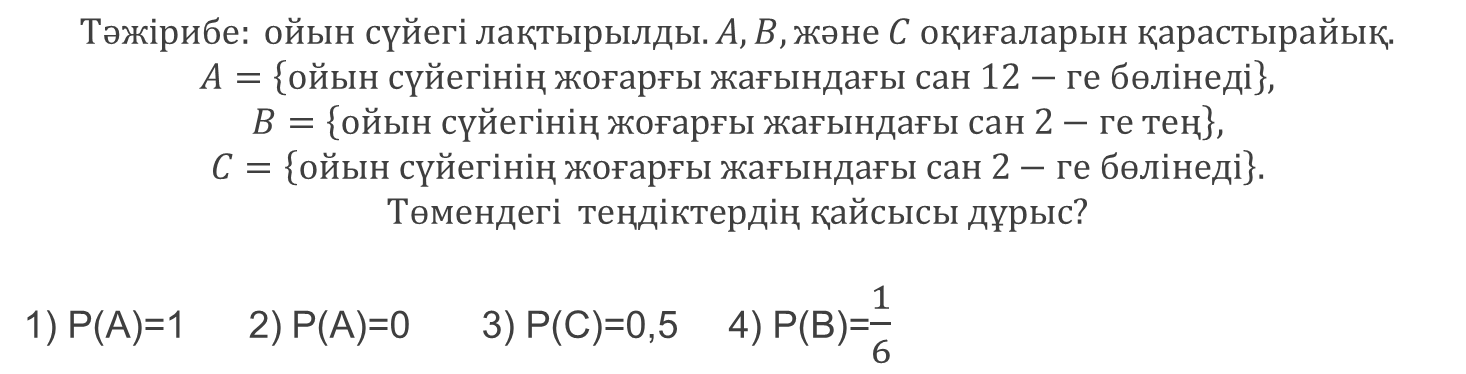 Тәжірибе: ойын сүйегі лақтырылды. A, B, және C оқиғаларын қарастырайық.
A = {ойын сүйегінің жоғарғы жағындағы сан 12 − ге бөлінеді},
B = {ойын сүйегінің жоғарғы жағындағы сан 2 − ге тең},
C = {ойын сүйегінің жоғарғы жағындағы сан 2 − ге бөлінеді}.
Төмендегі теңдіктердің қайсысы дұрыс?
1) P(A)=1 2) P(A)=0 3) P(C)=0,5 4) P(B)=1/6